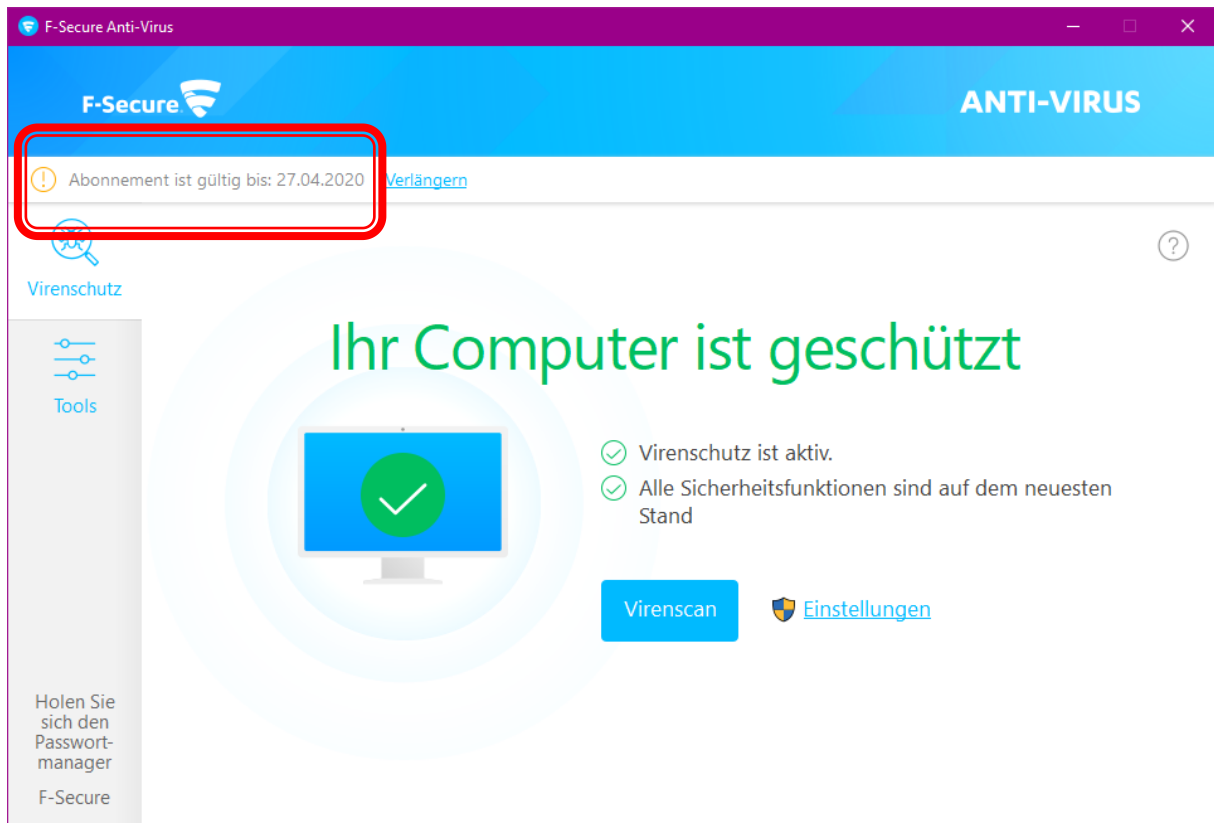 F-Secure Anti-Virus
F-Secure
ANTI-VIRUS
Abonnement ist gültig bis: 27.04.2020 Verlängern
Virenschutz
Tools
Ihr Computer ist geschützt
Virenschutz ist aktiv.
Alle Sicherheitsfunktionen sind auf dem neuesten
Stand
Virenscan
Einstellungen
Holen Sie
sich den
Passwort-
manager
F-Secure